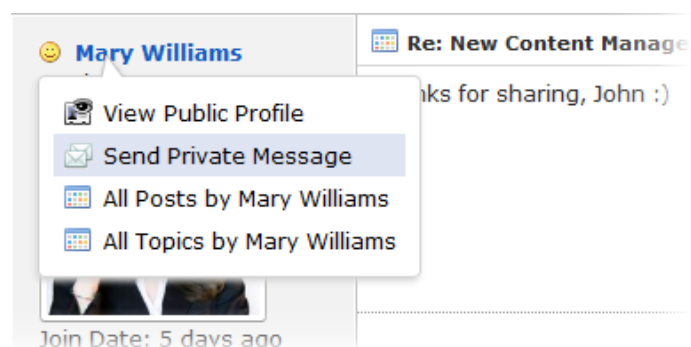 Mary Williams
Re: New Content Manage
nks for sharing, John :)
View Public Profile
Send Private Message
All Posts by Mary Williams
All Topics by Mary Williams
Join Date: 5 days ago